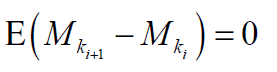 E(M_{k_{i+1}} − M_{k_i}) = 0